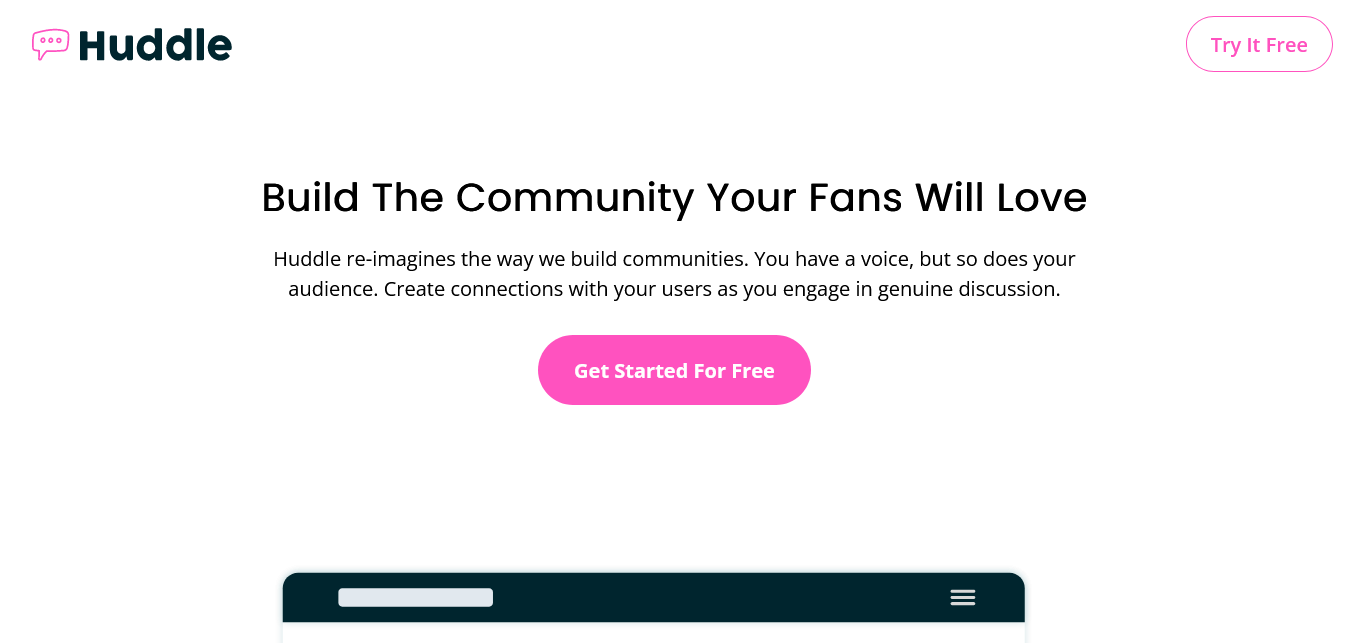 Huddle
Try It Free
Build The Community Your Fans Will Love
Huddle re-imagines the way we build communities. You have a voice, but so does your
audience. Create connections with your users as you engage in genuine discussion.
Get Started For Free